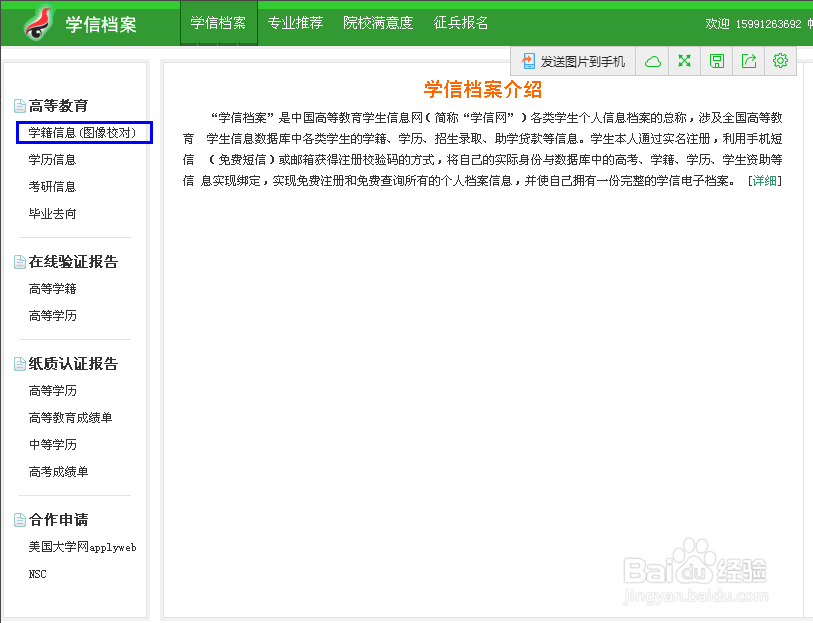 学信档案
学信档案 专业推荐 院校满意度 征兵报名
欢迎 15991263692
发送图片到手机
高等教育
学籍信息(图像校对)
学历信息
考研信息
毕业去向
在线验证报告
高等学籍
高等学历
纸质认证报告
高等学历
高等教育成绩单
中等学历
高考成绩单
合作申请
美国大学网applyweb
NSC
学信档案介绍
“学信档案”是中国高等教育学生信息网(简称“学信网”)各类学生个人信息档案的总称,涉及全国高等教
育 学生信息数据库中各类学生的学籍、学历、招生录取、助学贷款等信息。学生本人通过实名注册,利用手机短
信 (免费短信)或邮箱获得注册校验码的方式,将自己的实际身份与数据库中的高考、学籍、学历、学生资助等
信 息实现绑定,实现免费注册和免费查询所有的个人档案信息,并使自己拥有一份完整的学信电子档案。 [详细]
Baidu经验
jingyan.baidu.com